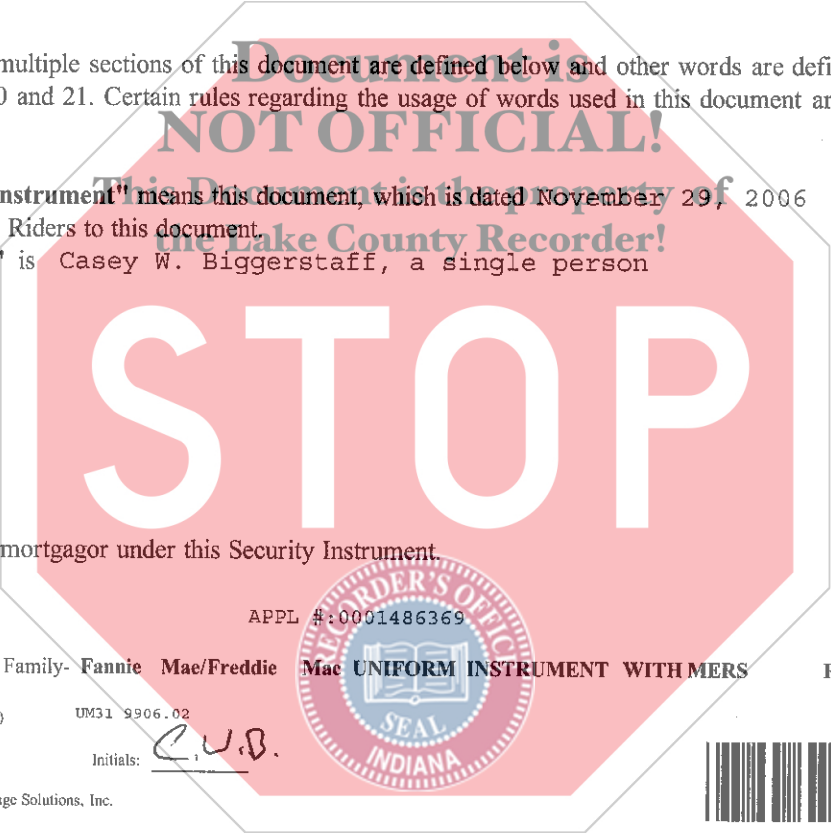 Document is
multiple sections of this document are defined below and other words are defi
0 and 21. Certain rules regarding the usage of words used in this document ar
NOT OFFICIAL!
This Document is the property of
nstrument" means this document, which is dated November 29, 2006
Riders to this document.
the Lake County Recorder!
" is Casey W. Biggerstaff, a single person
STOP
mortgagor under this Security Instrument.
RECORDER'S OFFICE
APPL #:0001486369
Family- Fannie Mae/Freddie Mac UNIFORM INSTRUMENT WITH MERS
)
UM31 9906.02
SEAL
Initials: C.W.B.
INDIANA
age Solutions, Inc.